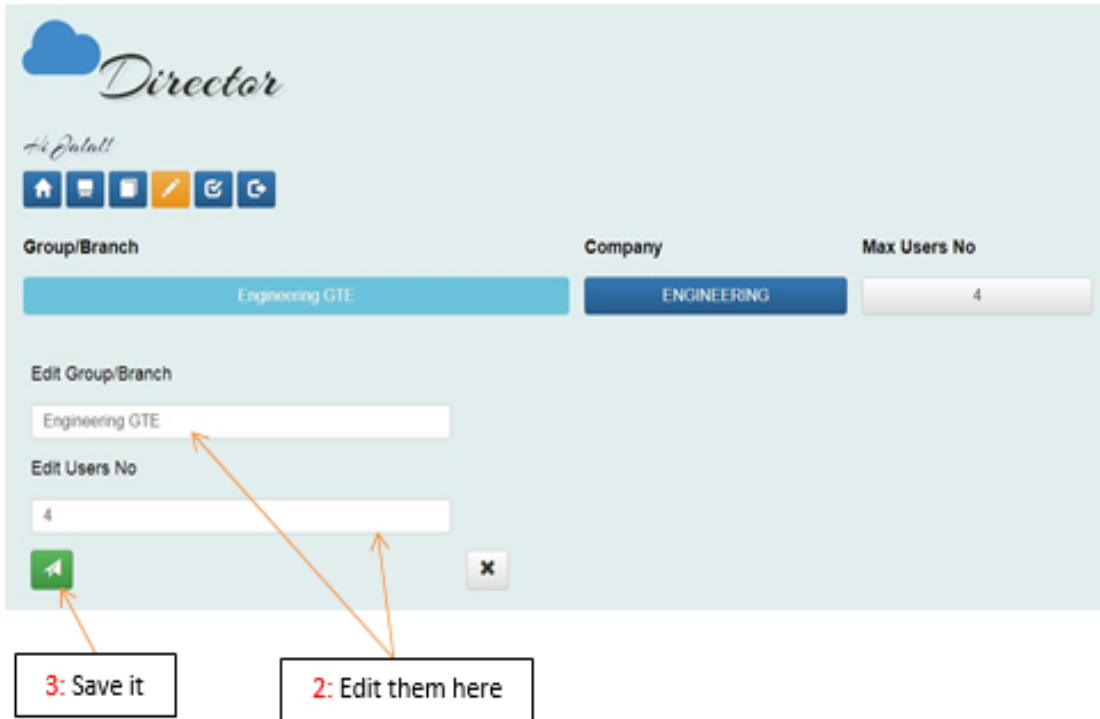 Director
Hi Jalal!
Group/Branch Company Max Users No
Engineering GTE ENGINEERING 4
Edit Group/Branch
Engineering GTE
Edit Users No
4
3: Save it 2: Edit them here